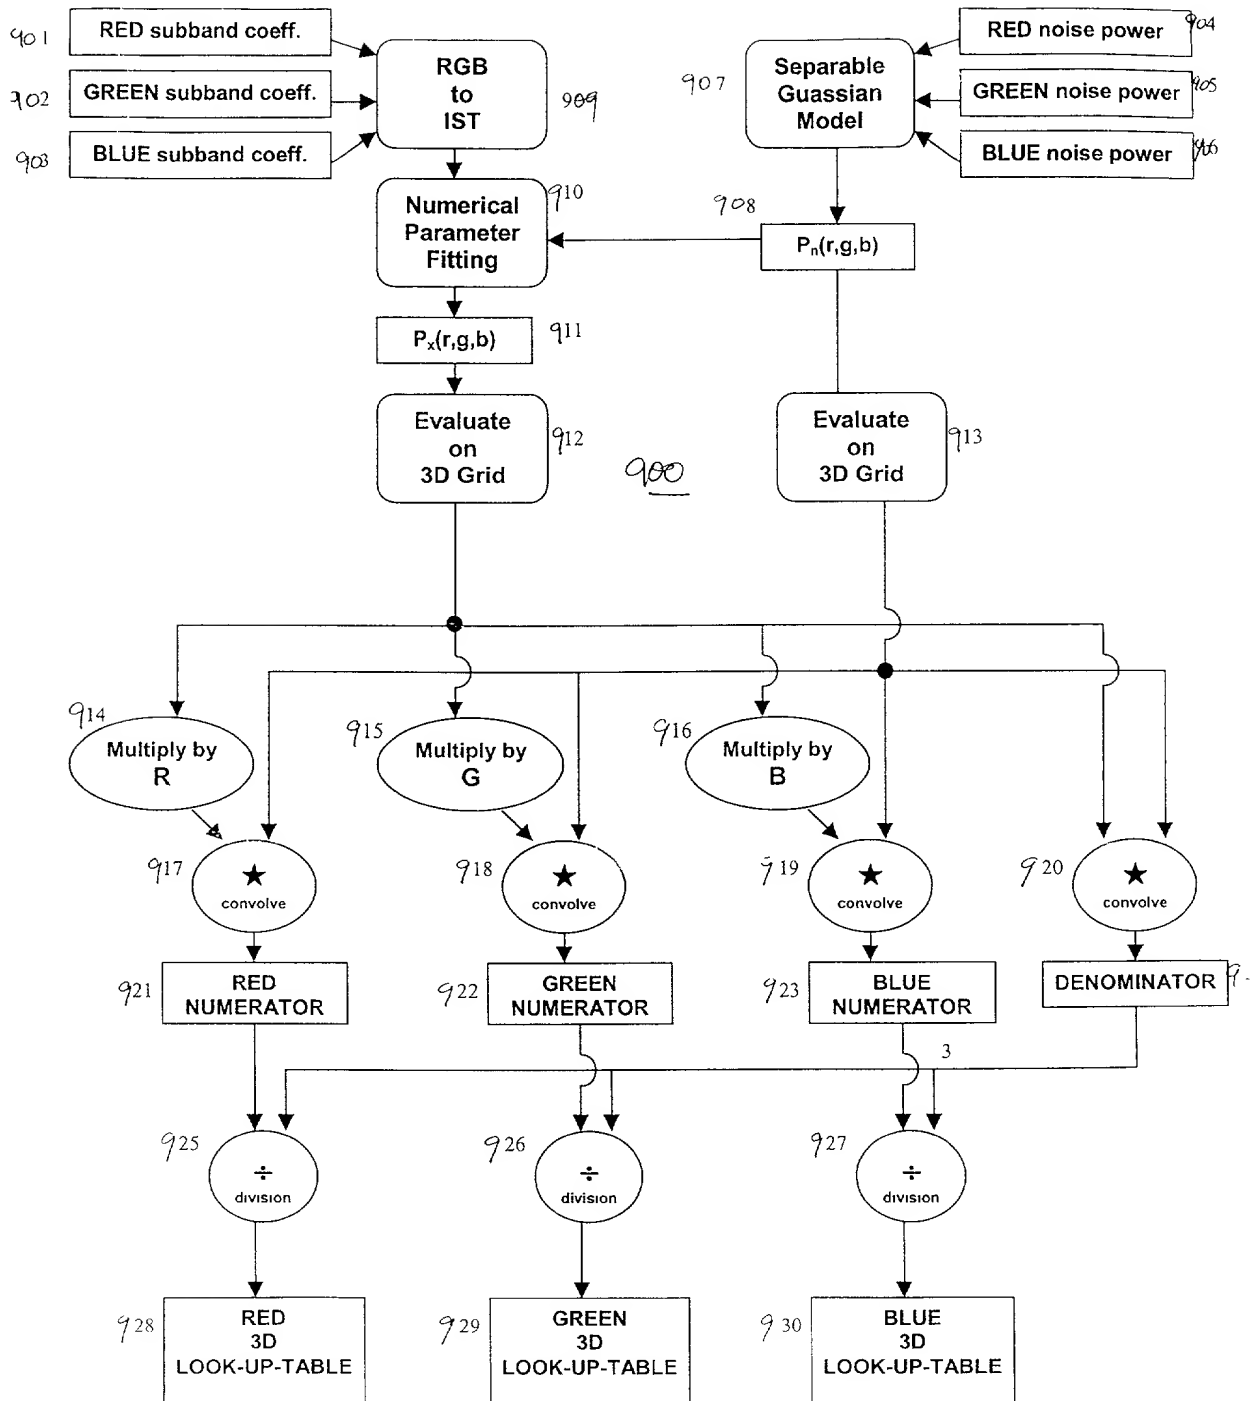 901
RED subband coeff.
902
GREEN subband coeff.
903
BLUE subband coeff.
RGB
to
IST
909
907
Separable
Guassian
Model
RED noise power
904
GREEN noise power
905
BLUE noise power
906
910
Numerical
Parameter
Fitting
908
Pn(r,g,b)
Px(r,g,b)
911
Evaluate
on
3D Grid
912
900
Evaluate
on
3D Grid
913
914
Multiply by
R
915
Multiply by
G
916
Multiply by
B
917
★
convolve
918
★
convolve
919
★
convolve
920
★
convolve
921
RED
NUMERATOR
922
GREEN
NUMERATOR
923
BLUE
NUMERATOR
DENOMINATOR
3
925
÷
division
926
÷
division
927
÷
division
928
RED
3D
LOOK-UP-TABLE
929
GREEN
3D
LOOK-UP-TABLE
930
BLUE
3D
LOOK-UP-TABLE